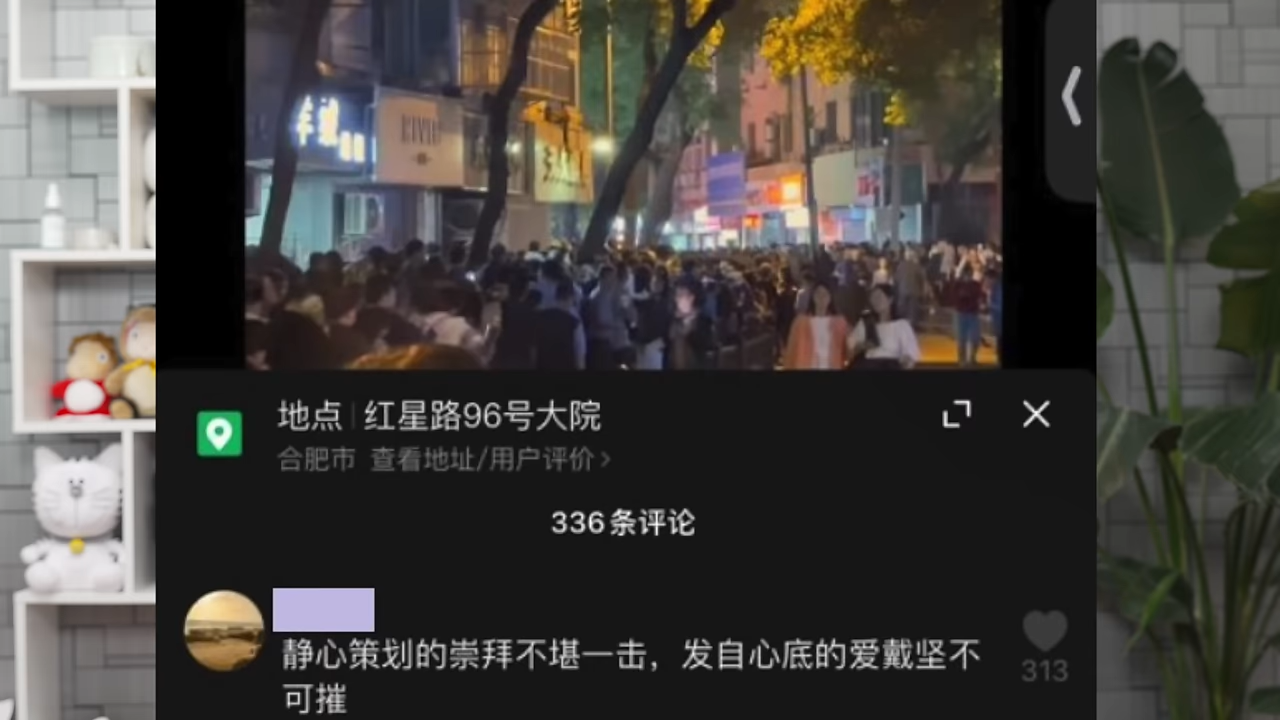 地点 红星路96号大院
合肥市 查看地址/用户评价 >
336条评论
静心策划的崇拜不堪一击，发自心底的爱戴坚不
可摧
313